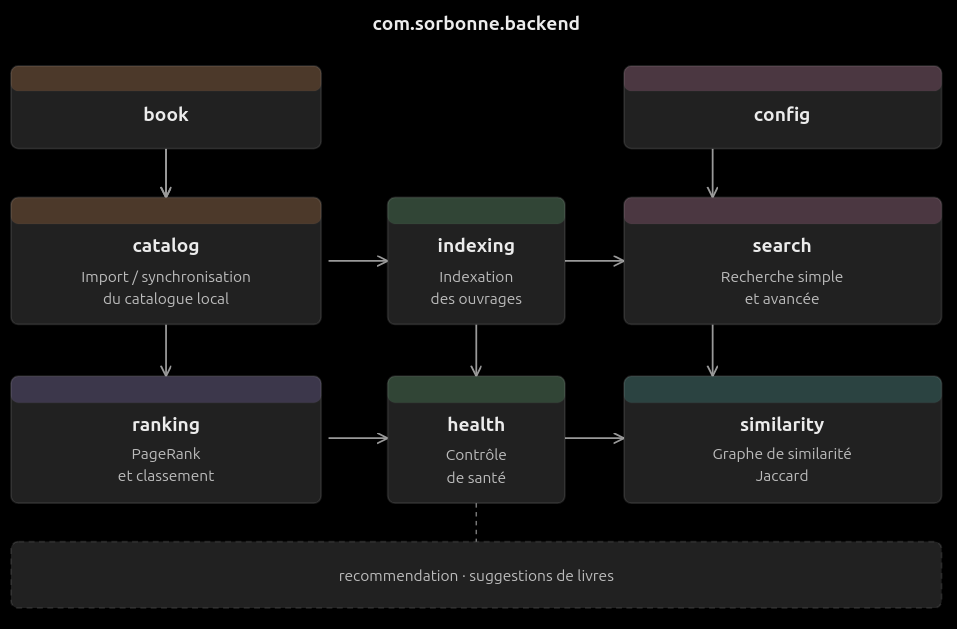 com.sorbonne.backend
book
config
catalog
Import / synchronisation
du catalogue local
indexing
Indexation
des ouvrages
search
Recherche simple
et avancée
ranking
PageRank
et classement
health
Contrôle
de santé
similarity
Graphe de similarité
Jaccard
recommendation · suggestions de livres